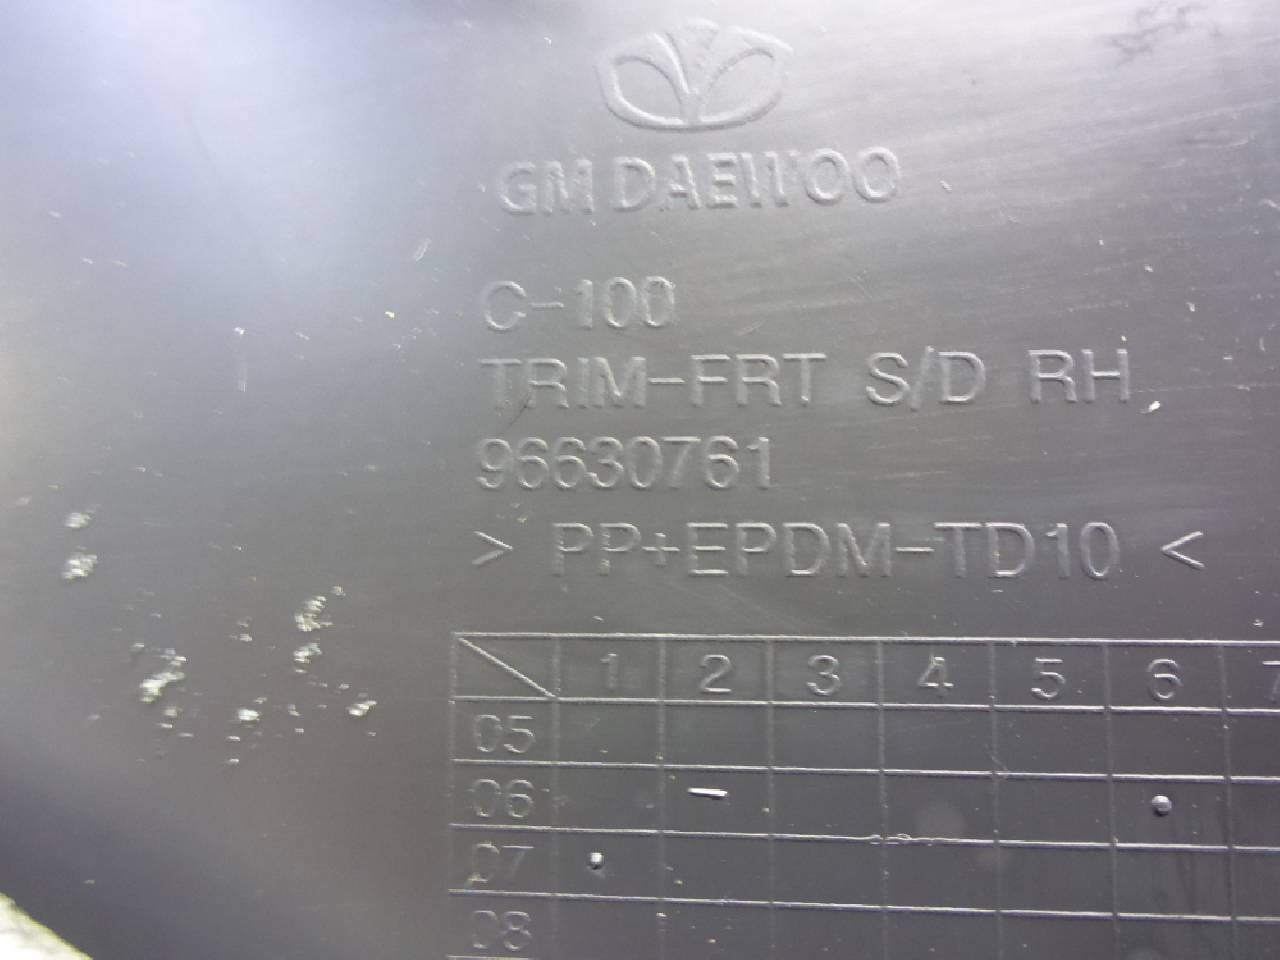 GM DAEWOO
C-100
TRIM-FRT S/D RH
96630761
> PP+EPDM-TD10 <
1 2 3 4 5 6 7
05
06
07
08